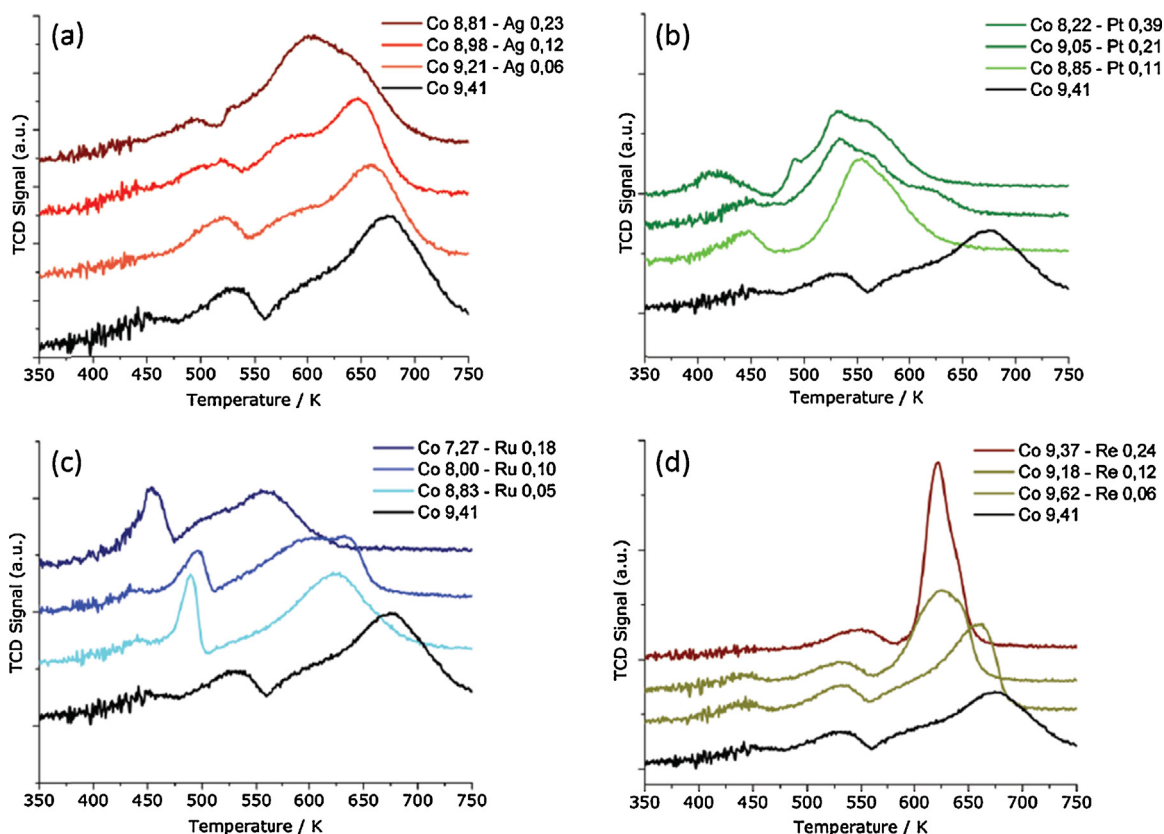 (a)
Co 8,81 - Ag 0,23
Co 8,98 - Ag 0,12
Co 9,21 - Ag 0,06
Co 9,41
TCD Signal (a.u.)
350 400 450 500 550 600 650 700 750
Temperature / K
(b)
Co 8,22 - Pt 0,39
Co 9,05 - Pt 0,21
Co 8,85 - Pt 0,11
Co 9,41
TCD Signal (a.u.)
350 400 450 500 550 600 650 700 750
Temperature / K
(c)
Co 7,27 - Ru 0,18
Co 8,00 - Ru 0,10
Co 8,83 - Ru 0,05
Co 9,41
TCD Signal (a.u.)
350 400 450 500 550 600 650 700 750
Temperature / K
(d)
Co 9,37 - Re 0,24
Co 9,18 - Re 0,12
Co 9,62 - Re 0,06
Co 9,41
TCD Signal (a.u.)
350 400 450 500 550 600 650 700 750
Temperature / K